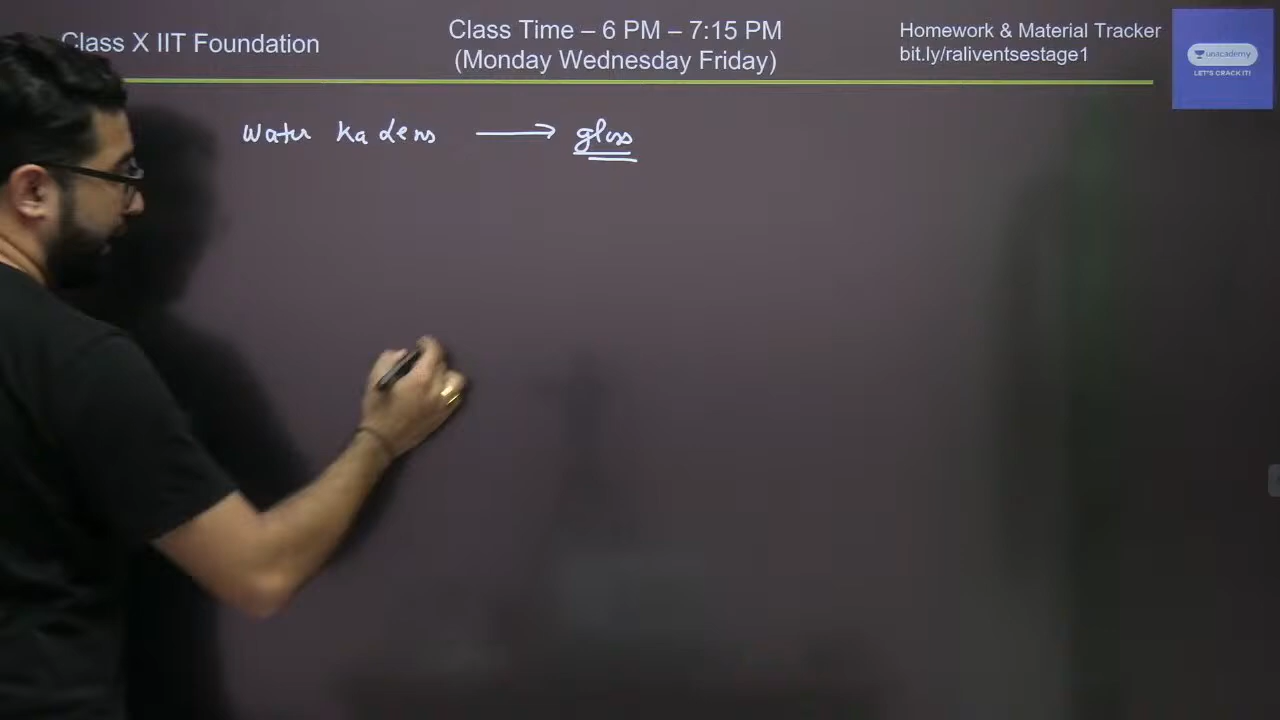 Class X IIT Foundation
Class Time – 6 PM – 7:15 PM
(Monday Wednesday Friday)
Homework & Material Tracker
bit.ly/raliventsestage1
unacademy
LET'S CRACK IT!
Water ka lens → glass